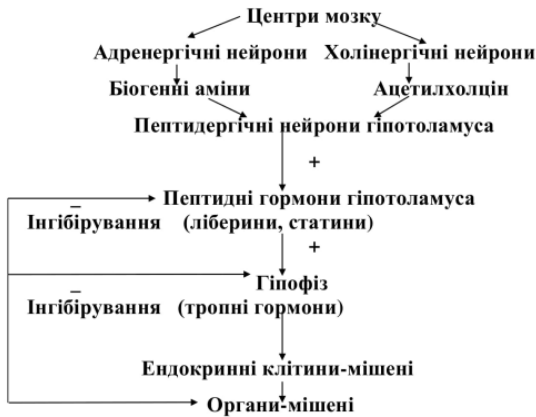 Центри мозку
Адренергічні нейрони Холінергічні нейрони
Біогенні аміни Ацетилхолцін
Пептидергічні нейрони гіпотоламуса
+
Пептидні гормони гіпотоламуса
–
Інгібірування (ліберини, статини)
+
Гіпофіз
–
Інгібірування (тропні гормони)
Ендокринні клітини-мішені
Органи-мішені